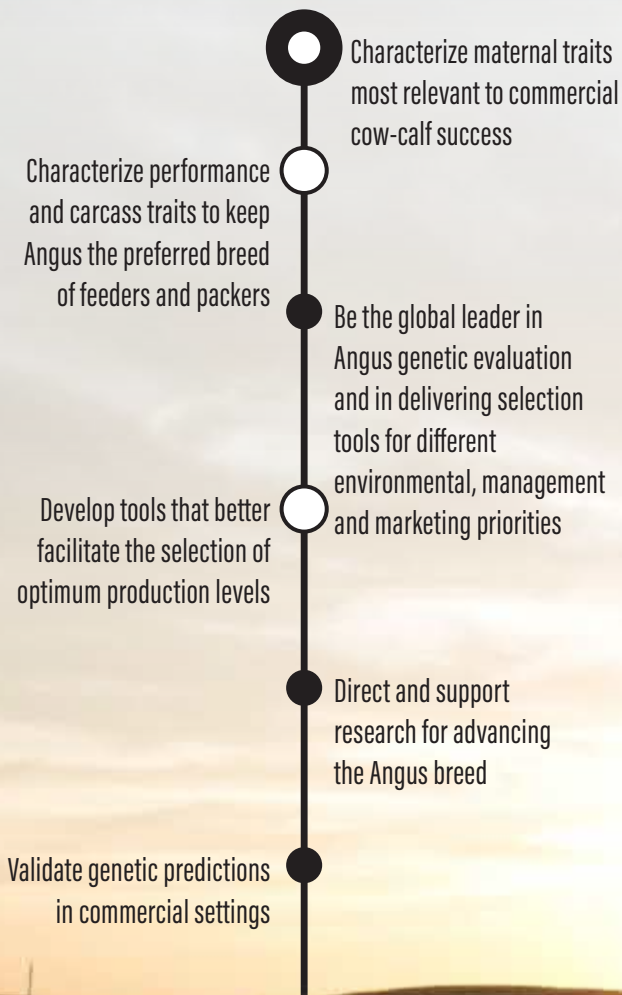 Characterize maternal traits
most relevant to commercial
cow-calf success
Characterize performance
and carcass traits to keep
Angus the preferred breed
of feeders and packers
Be the global leader in
Angus genetic evaluation
and in delivering selection
tools for different
environmental, management
and marketing priorities
Develop tools that better
facilitate the selection of
optimum production levels
Direct and support
research for advancing
the Angus breed
Validate genetic predictions
in commercial settings